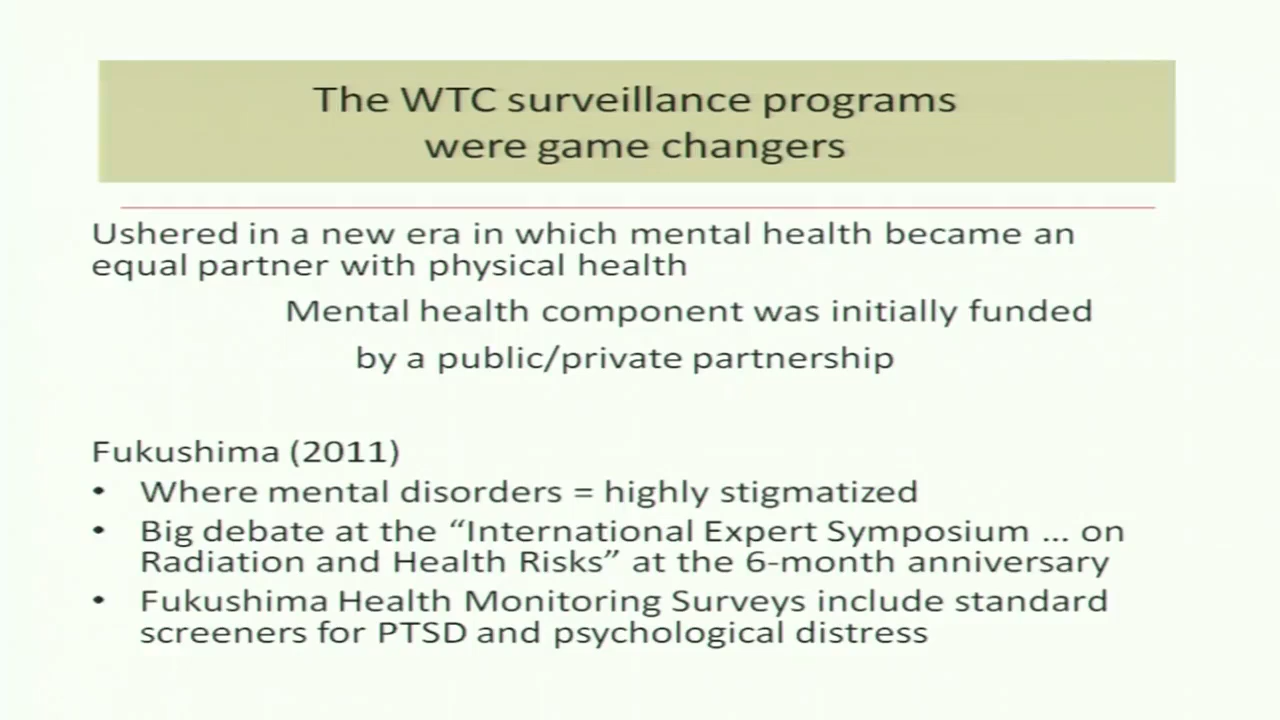 The WTC surveillance programs
were game changers
Ushered in a new era in which mental health became an
equal partner with physical health
Mental health component was initially funded
by a public/private partnership
Fukushima (2011)
• Where mental disorders = highly stigmatized
• Big debate at the “International Expert Symposium ... on
Radiation and Health Risks” at the 6-month anniversary
• Fukushima Health Monitoring Surveys include standard
screeners for PTSD and psychological distress